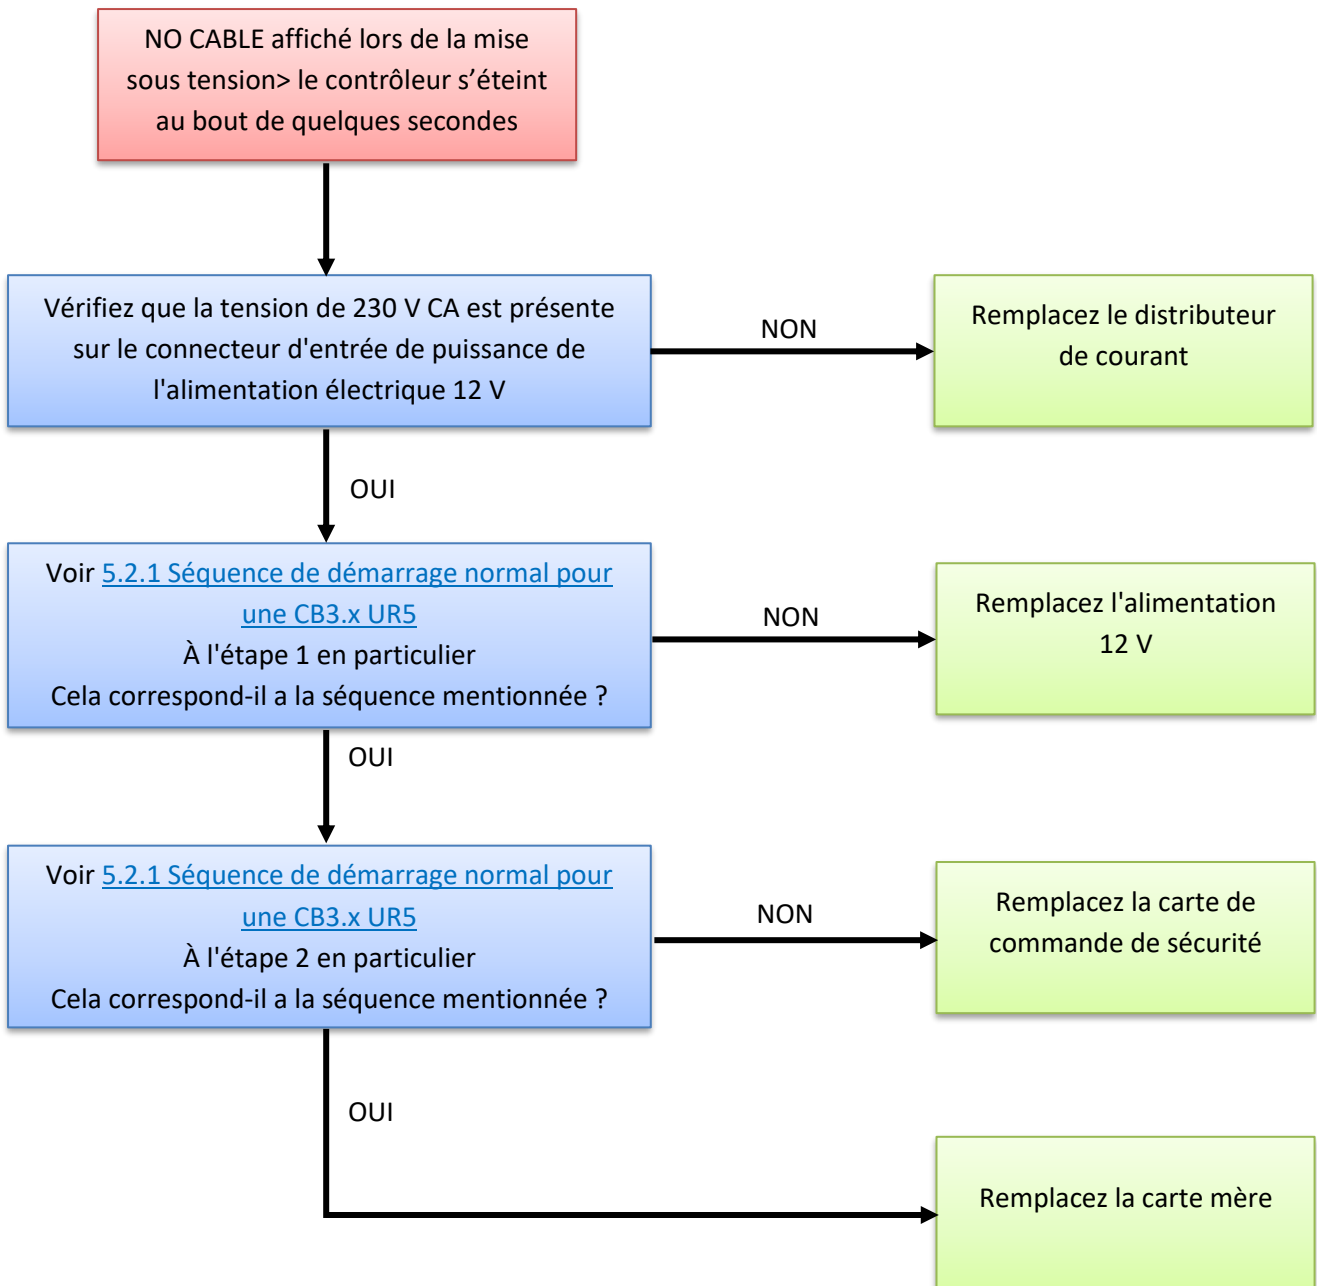 NO CABLE affiché lors de la mise
sous tension> le contrôleur s’éteint
au bout de quelques secondes
Vérifiez que la tension de 230 V CA est présente
sur le connecteur d'entrée de puissance de
l'alimentation électrique 12 V
NON
Remplacez le distributeur
de courant
OUI
Voir 5.2.1 Séquence de démarrage normal pour
une CB3.x UR5
À l'étape 1 en particulier
Cela correspond-il a la séquence mentionnée ?
NON
Remplacez l'alimentation
12 V
OUI
Voir 5.2.1 Séquence de démarrage normal pour
une CB3.x UR5
À l'étape 2 en particulier
Cela correspond-il a la séquence mentionnée ?
NON
Remplacez la carte de
commande de sécurité
OUI
Remplacez la carte mère